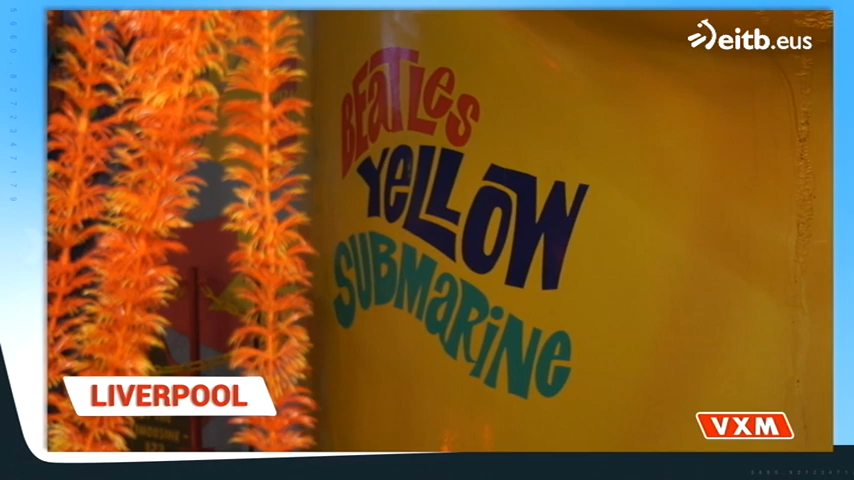 eitb.eus
BEATLES
YELLOW
SUBMARINE
LIVERPOOL
VXM